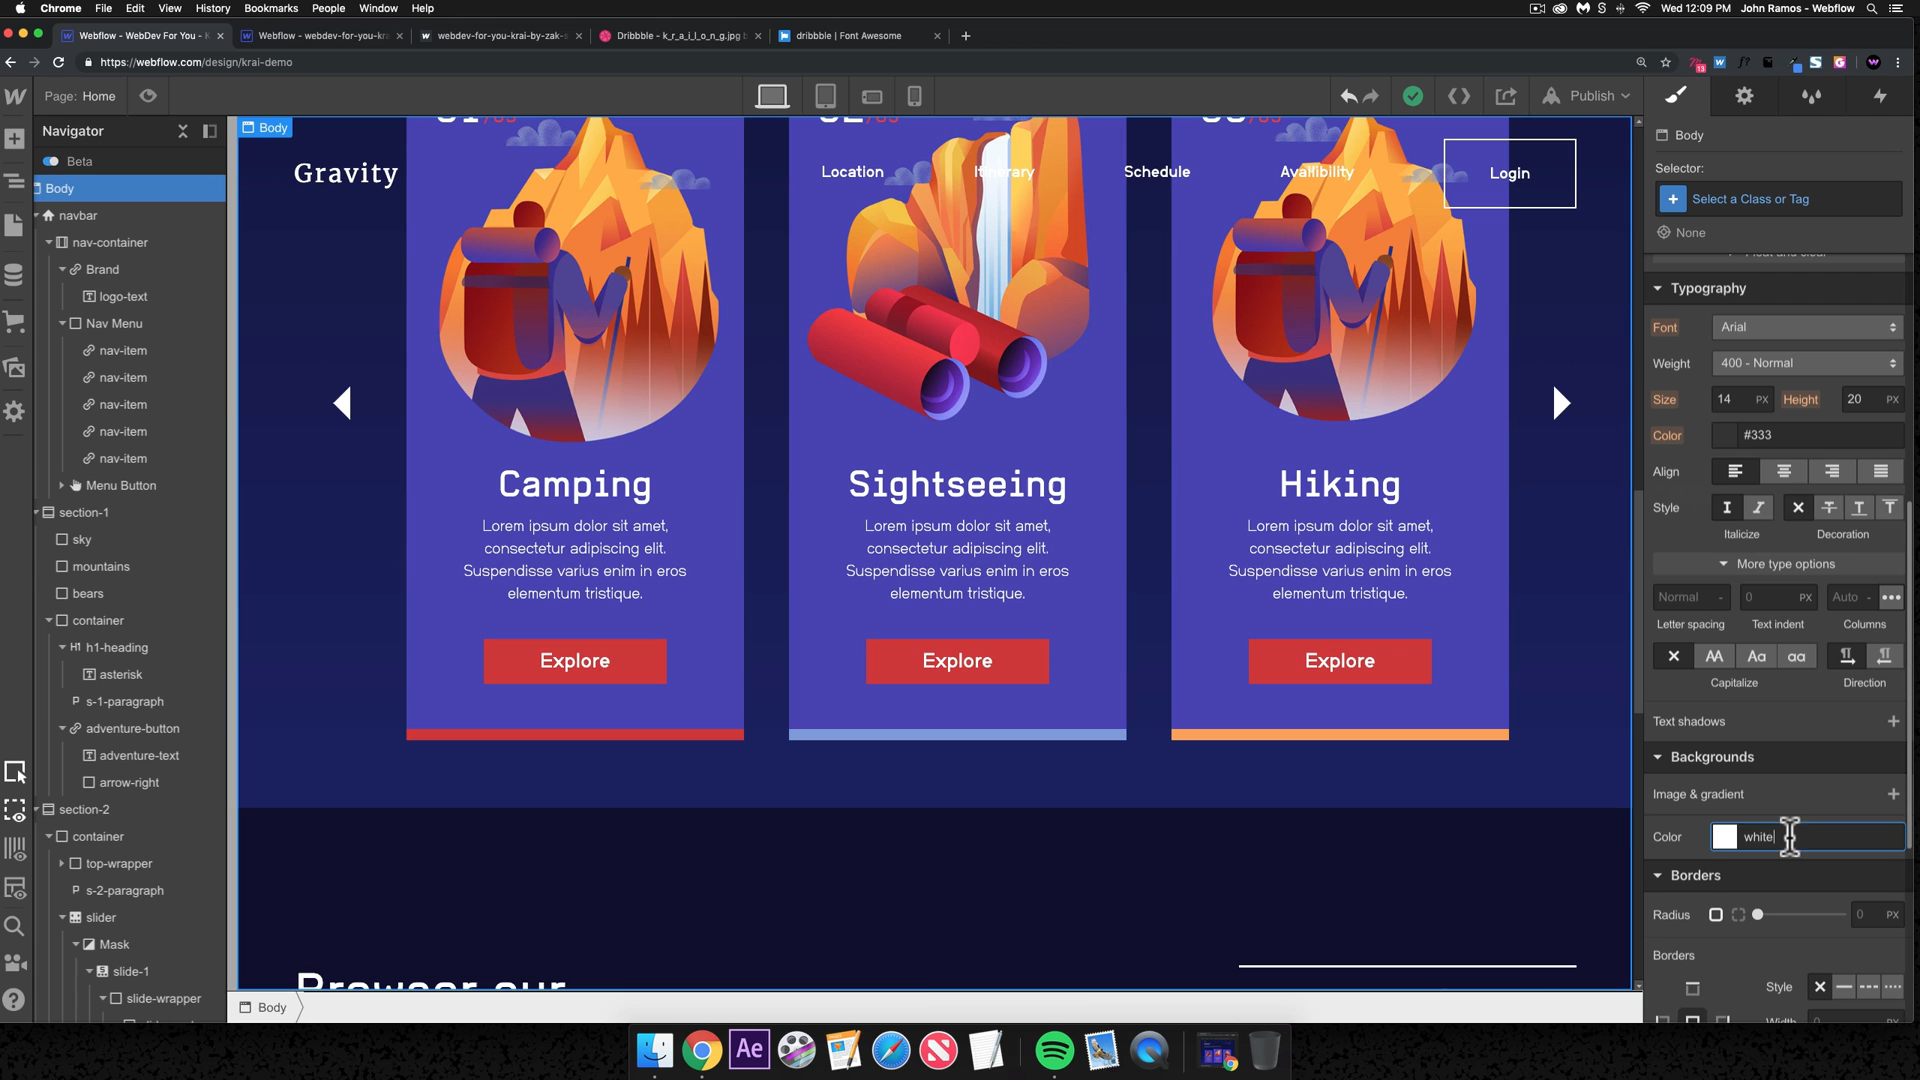 Chrome File Edit View History Bookmarks People Window Help
Wed 12:09 PM John Ramos - Webflow
Webflow - WebDev For You - K
Webflow - webdev-for-you-krai
webdev-for-you-krai-by-zak-s
Dribbble - k_r_a_i_l_o_n_g.jpg b
dribbble | Font Awesome
https://webflow.com/design/krai-demo
13
Page: Home
Publish
Navigator
Beta
Body
navbar
nav-container
Brand
logo-text
Nav Menu
nav-item
nav-item
nav-item
nav-item
nav-item
Menu Button
section-1
sky
mountains
bears
container
H1 h1-heading
asterisk
P s-1-paragraph
adventure-button
adventure-text
arrow-right
section-2
container
top-wrapper
P s-2-paragraph
slider
Mask
slide-1
slide-wrapper
Body
Gravity
Location
Itinerary
Schedule
Availibility
Login
Camping
Lorem ipsum dolor sit amet,
consectetur adipiscing elit.
Suspendisse varius enim in eros
elementum tristique.
Explore
Sightseeing
Lorem ipsum dolor sit amet,
consectetur adipiscing elit.
Suspendisse varius enim in eros
elementum tristique.
Explore
Hiking
Lorem ipsum dolor sit amet,
consectetur adipiscing elit.
Suspendisse varius enim in eros
elementum tristique.
Explore
Browser our
Body
Body
Selector:
Select a Class or Tag
None
Typography
Font Arial
Weight 400 - Normal
Size 14 PX Height 20 PX
Color #333
Align
Style
Italicize Decoration
More type options
Normal 0 PX Auto
Letter spacing Text indent Columns
AA Aa aa
Capitalize Direction
Text shadows
Backgrounds
Image & gradient
Color white
Borders
Radius 0 PX
Borders
Style
Ae